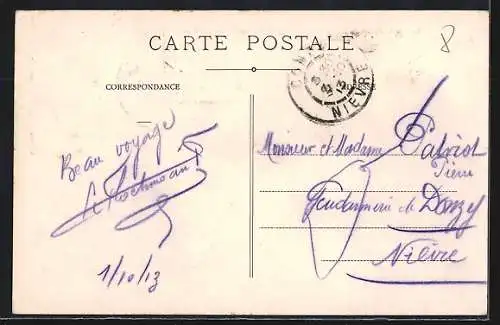 CARTE POSTALE
8
CORRESPONDANCE
NIÈVRE
Beau voyage
1/10/13
Monsieur et Madame
Pierre
Gendarmerie de Donzy
Nièvre